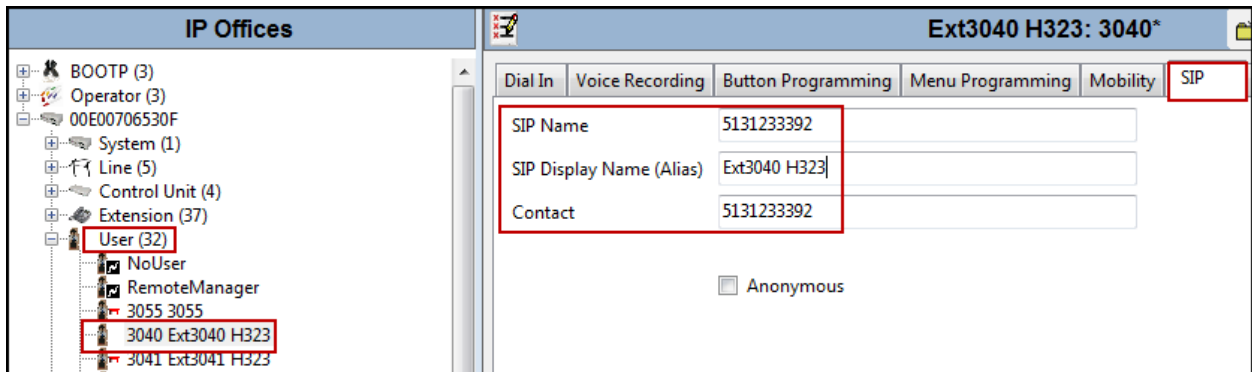 IP Offices
BOOTP (3)
Operator (3)
00E00706530F
System (1)
Line (5)
Control Unit (4)
Extension (37)
User (32)
NoUser
RemoteManager
3055 3055
3040 Ext3040 H323
3041 Ext3041 H323
Ext3040 H323: 3040*
Dial In Voice Recording Button Programming Menu Programming Mobility SIP
SIP Name 5131233392
SIP Display Name (Alias) Ext3040 H323
Contact 5131233392
Anonymous